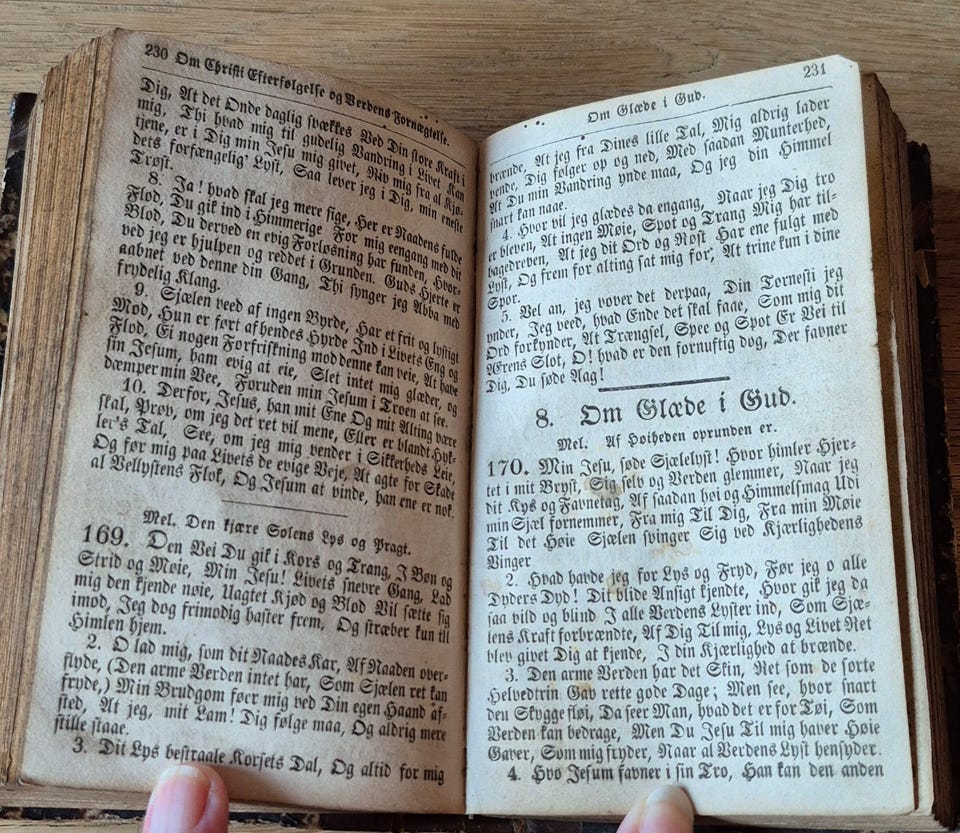 230 Om Christi Efterfølgelse og Verdens Fornægtelse.
Dig, At det Onde daglig svækkes Ved Din store Kraft i
mig, Thi hvad mig til gudelig Vandring i Livet Kan
tjene, er i Dig min Jesu mig givet, Riv mig fra al Kjø-
dets forfængelig' Lyst, Saa lever jeg i Dig, min eneste
Trøst.
8. Ja! hvad skal jeg mere sige, Her er Naadens fulde
Flod, Du gik ind i Himmerige For mig eengang med dit
Blod, Du derved en evig Forløsning har funden, Hvor-
ved jeg er hjulpen og reddet i Grunden. Guds Hjerte er
aabnet ved denne din Gang, Thi synger jeg Abba med
frydelig Klang.
9. Sjælen veed af ingen Byrde, Har et frit og lystigt
Mod, Hun er ført af hendes Hyrde Ind i Livets Eng og
Flod, Ei nogen Forfriskning mod denne kan veie, At have
sin Jesum, ham evig at eie, Slet intet mig glæder, og
dæmper min Vee, Foruden min Jesum i Troen at see.
10. Derfor, Jesus, han mit Ene Og mit Alting være
skal, Prøv, om jeg det ret vil mene, Eller er blandt Hyk-
ler's Tal, See, om jeg mig vender i Sikkerheds Leie,
Og før mig paa Livets de evige Veje, At agte for Skade
al Vellystens Flok, Og Jesum at vinde, han ene er nok.
Mel. Den kjære Solens Lys og Pragt.
169. Den Vei Du gik i Kors og Trang, I Bøn og
Strid og Møie, Min Jesu! Livets snevre Gang, Lad
mig den kjende nøie, Uagtet Kjød og Blod Vil sætte sig
imod, Jeg dog frimodig haster frem, Og stræber kun til
Himlen hjem.
2. O lad mig, som dit Naades Kar, Af Naaden over-
flyde, (Den arme Verden intet har, Som Sjælen ret kan
fryde,) Min Brudgom føer mig ved Din egen Haand af-
sted, At jeg, mit Lam! Dig følge maa, Og aldrig mere
stille staae.
3. Dit Lys bestraale Korsets Dal, Og altid for mig
Om Glæde i Gud. 231
brænde, At jeg fra Dines lille Tal, Mig aldrig lader
vende, Dig følger op og ned, Med saadan Munterhed,
At Du min Vandring ynde maa, Og jeg din Himmel
snart kan naae.
4. Hvor vil jeg glædes da engang, Naar jeg Dig tro
er bleven, At ingen Møie, Spot og Trang Mig har til-
bagedreven, At jeg dit Ord og Røst Har ene fulgt med
Lyst, Og frem for alting sat mig for, At trine kun i dine
Spor.
5. Vel an, jeg vover det derpaa, Din Tornesti jeg
ynder, Jeg veed, hvad Ende det skal faae, Som mig dit
Ord forkynder, At Trængsel, Spee og Spot Er Vei til
Ærens Slot, O! hvad er den fornuftig dog, Der favner
Dig, Du søde Aag!
8. Om Glæde i Gud.
Mel. Af Høiheden oprunden er.
170. Min Jesu, søde Sjælelyst! Hvor himler Hjer-
tet i mit Bryst, Sig selv og Verden glemmer, Naar jeg
dit Kys og Favnetag, Af saadan høi og Himmelsmag Udi
min Sjæl fornemmer, Fra mig Til Dig, Fra min Møie
Til det Høie Sjælen svinger Sig ved Kjærlighedens
Vinger
2. Hvad havde jeg for Lys og Fryd, Før jeg o alle
Dyders Dyd! Dit blide Ansigt kjendte, Hvor gik jeg da
saa vild og blind I alle Verdens Lyster ind, Som Sjæ-
lens Kraft forbrændte, Af Dig Til mig, Lys og Livet Ret
blev givet Dig at kjende, I din Kjærlighed at brænde.
3. Den arme Verden har det Skin, Ret som de sorte
Helvedtrin Gav rette gode Dage; Men see, hvor snart
den Skygge fløi, Da seer Man, hvad det er for Tøi, Som
Verden kan bedrage, Men Du Jesu Til mig haver Høie
Gaver, Som mig fryder, Naar al Verdens Lyst hensyder.
4. Hvo Jesum favner i sin Tro, Han kan den anden